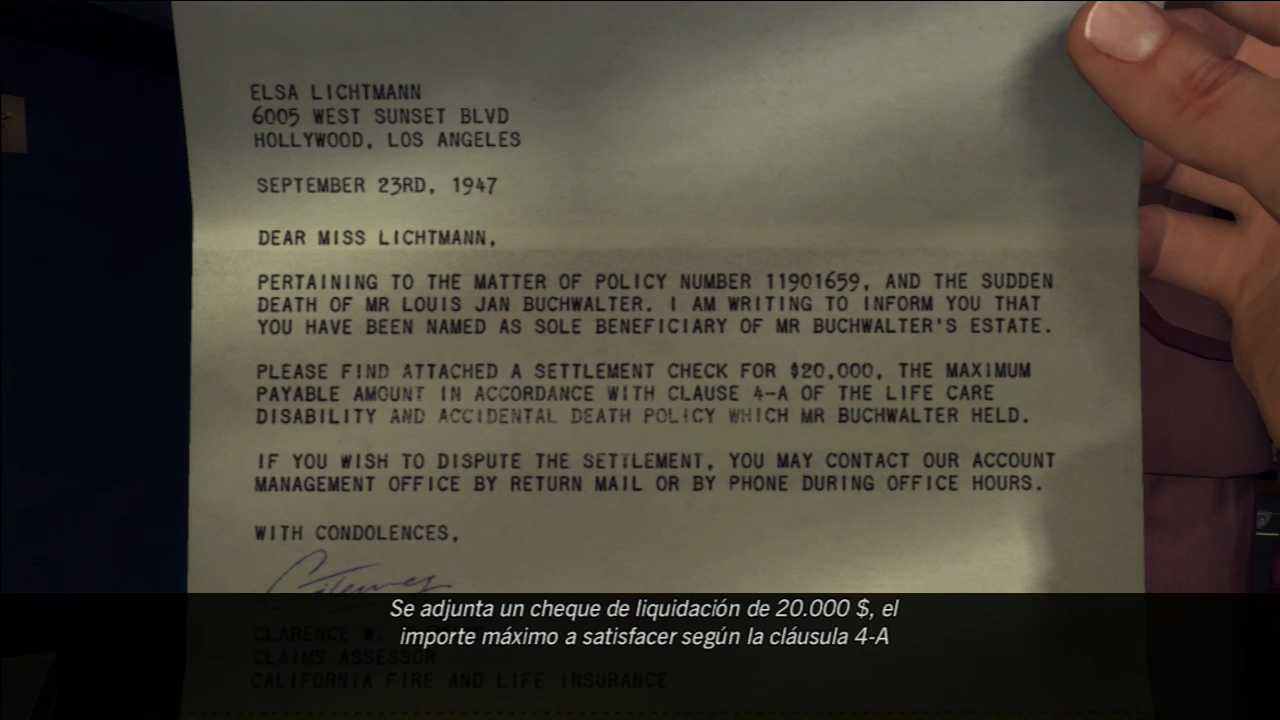 ELSA LICHTMANN
6005 WEST SUNSET BLVD
HOLLYWOOD, LOS ANGELES
SEPTEMBER 23RD, 1947
DEAR MISS LICHTMANN,
PERTAINING TO THE MATTER OF POLICY NUMBER 11901659, AND THE SUDDEN
DEATH OF MR LOUIS JAN BUCHWALTER. I AM WRITING TO INFORM YOU THAT
YOU HAVE BEEN NAMED AS SOLE BENEFICIARY OF MR BUCHWALTER'S ESTATE.
PLEASE FIND ATTACHED A SETTLEMENT CHECK FOR $20,000, THE MAXIMUM
PAYABLE AMOUNT IN ACCORDANCE WITH CLAUSE 4-A OF THE LIFE CARE
DISABILITY AND ACCIDENTAL DEATH POLICY WHICH MR BUCHWALTER HELD.
IF YOU WISH TO DISPUTE THE SETTLEMENT, YOU MAY CONTACT OUR ACCOUNT
MANAGEMENT OFFICE BY RETURN MAIL OR BY PHONE DURING OFFICE HOURS.
WITH CONDOLENCES,
Se adjunta un cheque de liquidación de 20.000 $, el
importe máximo a satisfacer según la cláusula 4-A
CLARENCE W.
CLAIMS ASSESSOR
CALIFORNIA FIRE AND LIFE INSURANCE